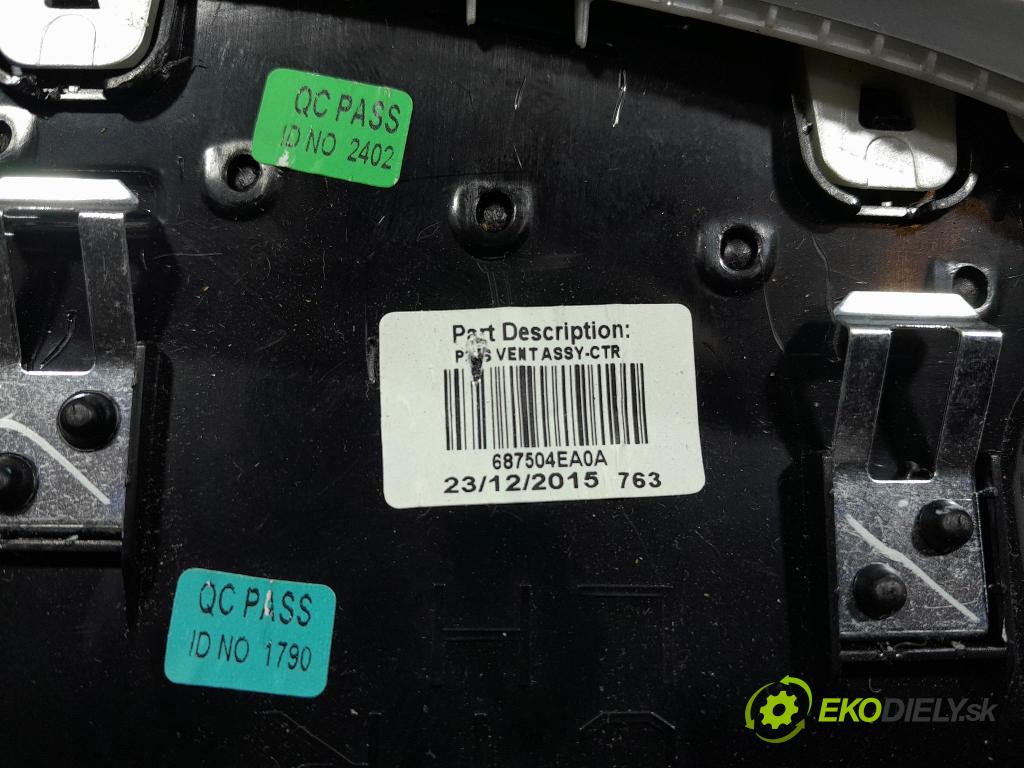 QC PASS
ID NO 2402
Part Description:
VENT ASSY-CTR
687504EA0A
23/12/2015 763
QC PASS
ID NO 1790
EKODIELY.sk